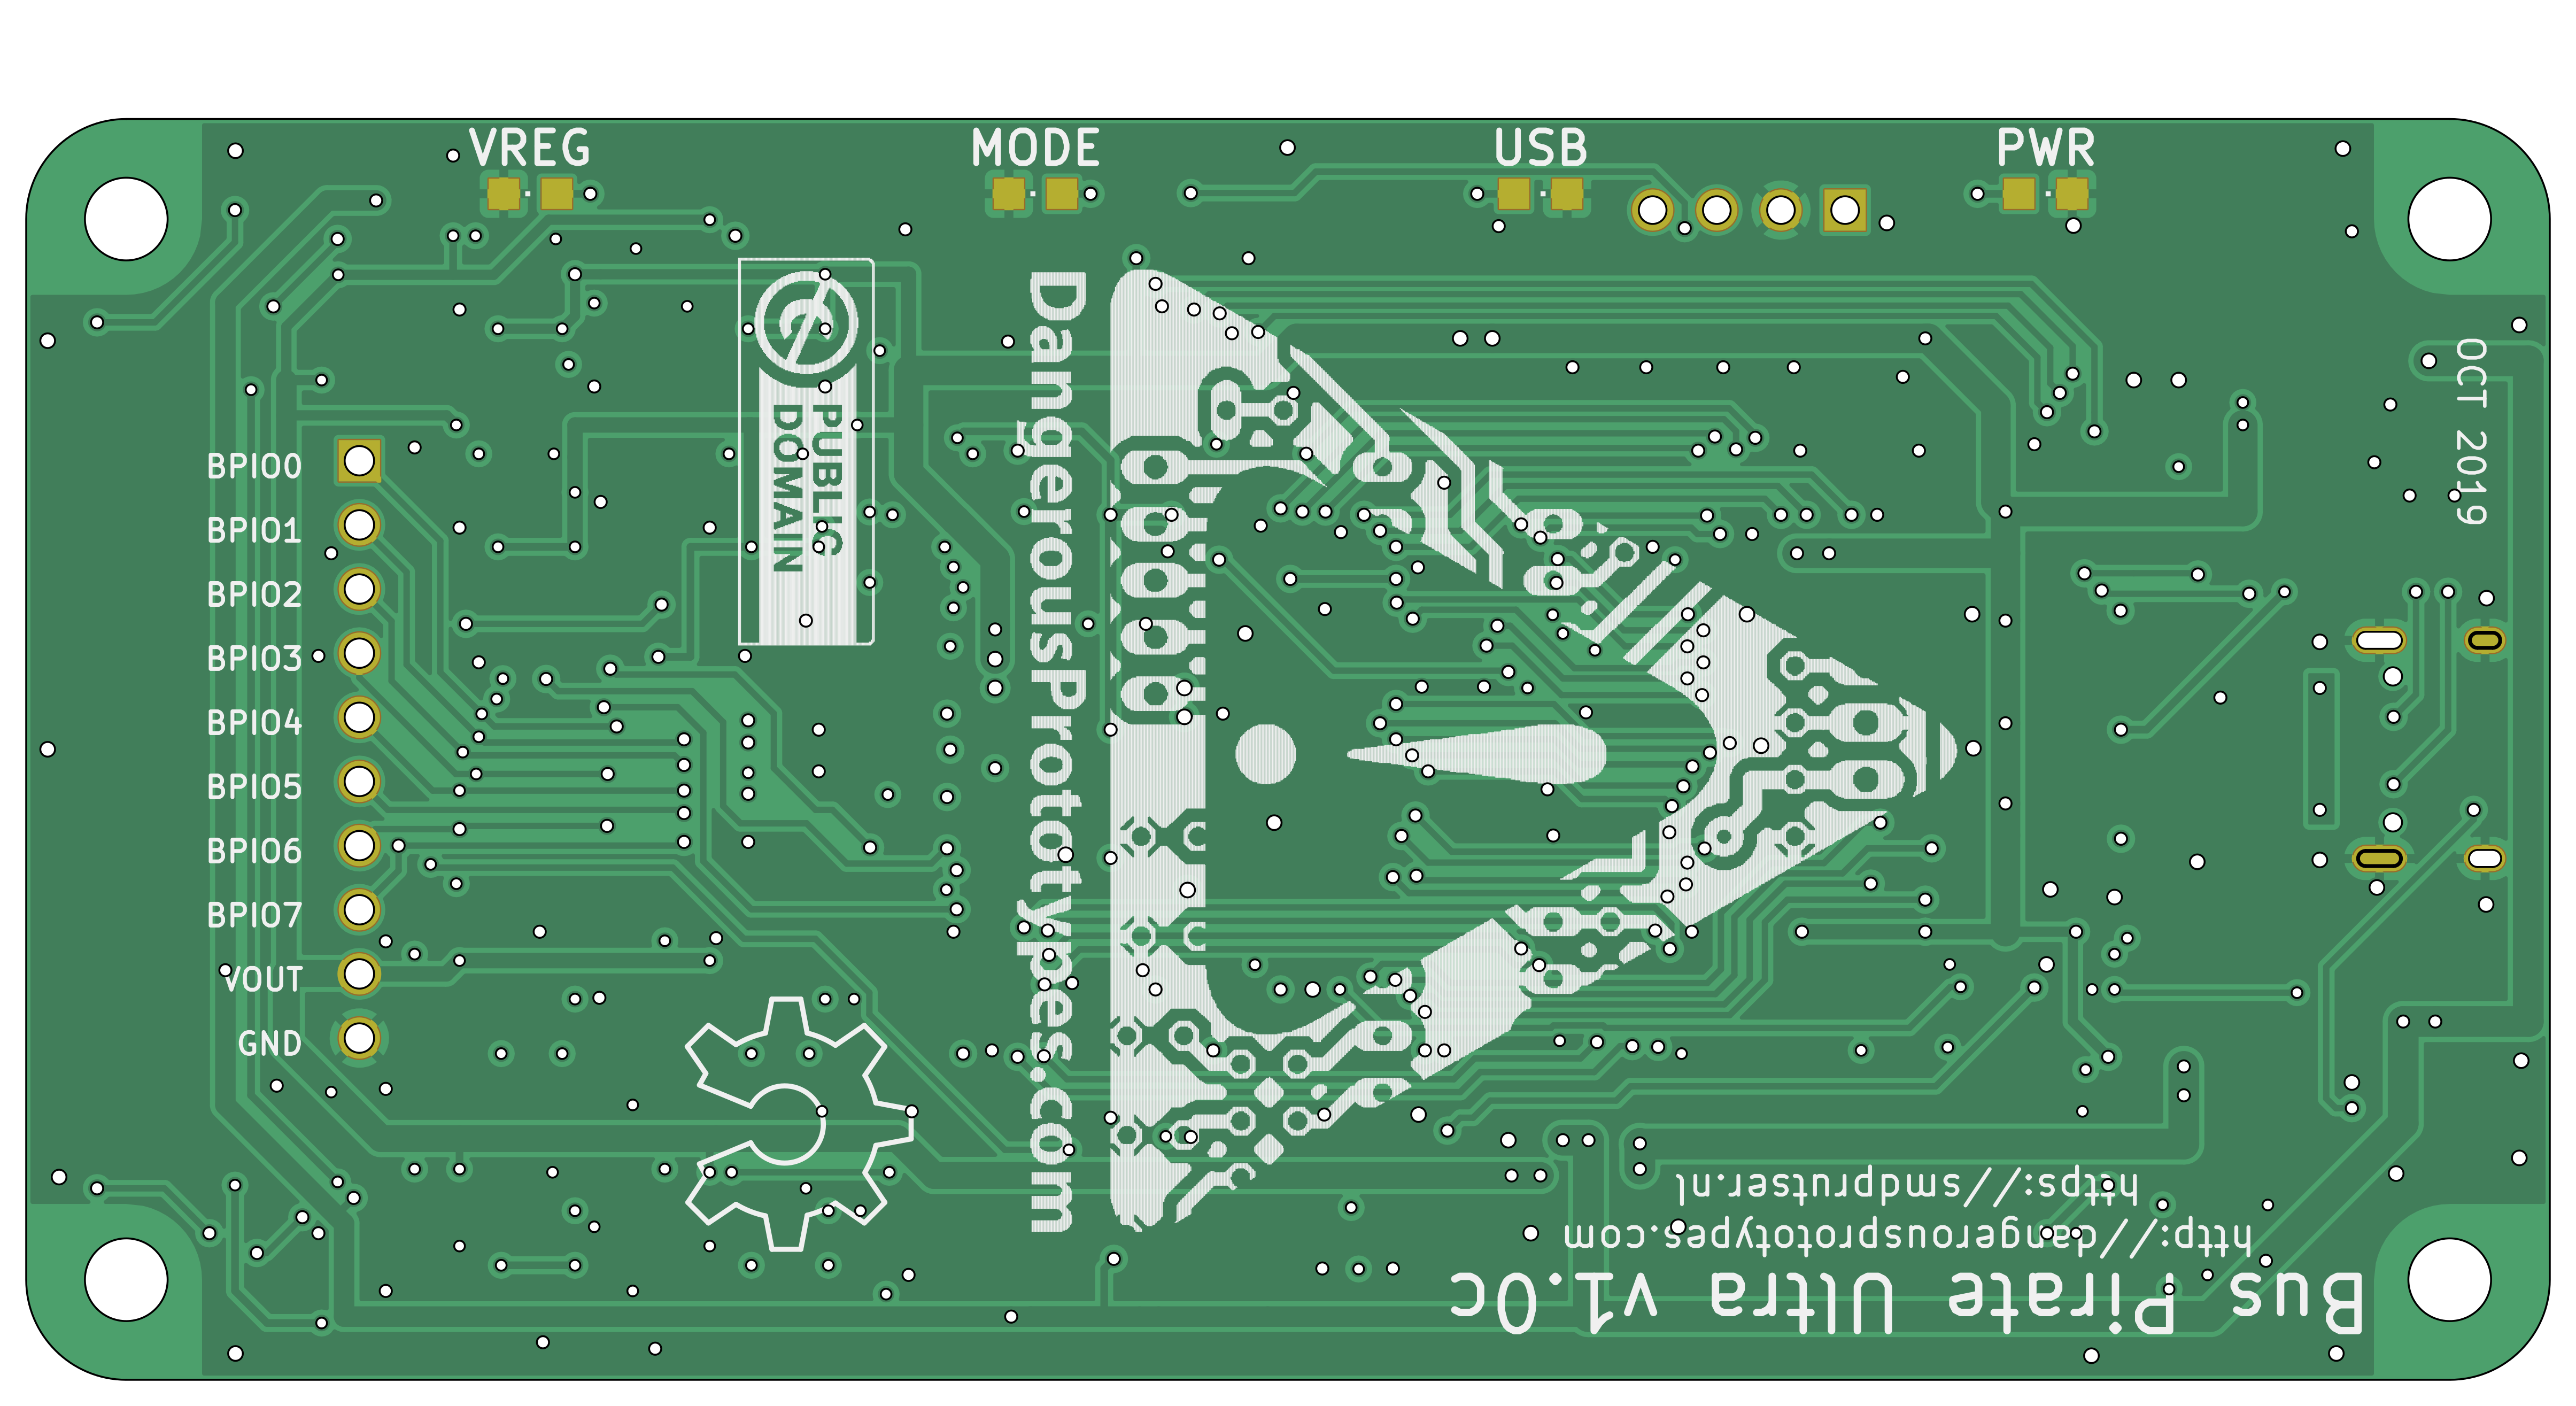 VREG
MODE
USB
PWR
PUBLIC
DOMAIN
DangerousPrototypes.com
OCT 2019
BPIO0
BPIO1
BPIO2
BPIO3
BPIO4
BPIO5
BPIO6
BPIO7
VOUT
GND
Bus Pirate Ultra v1.0c
http://dangerousprototypes.com
https://smdprutser.nl